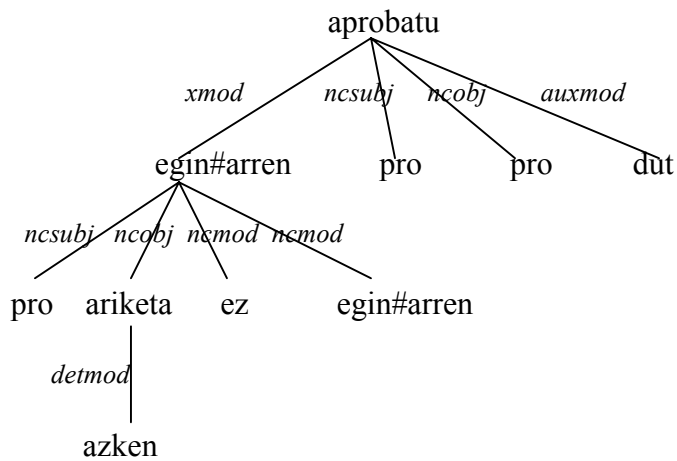 aprobatu
xmod ncsubj ncobj auxmod
egin#arren pro pro dut
ncsubj ncobj ncmod ncmod
pro ariketa ez egin#arren
detmod
azken